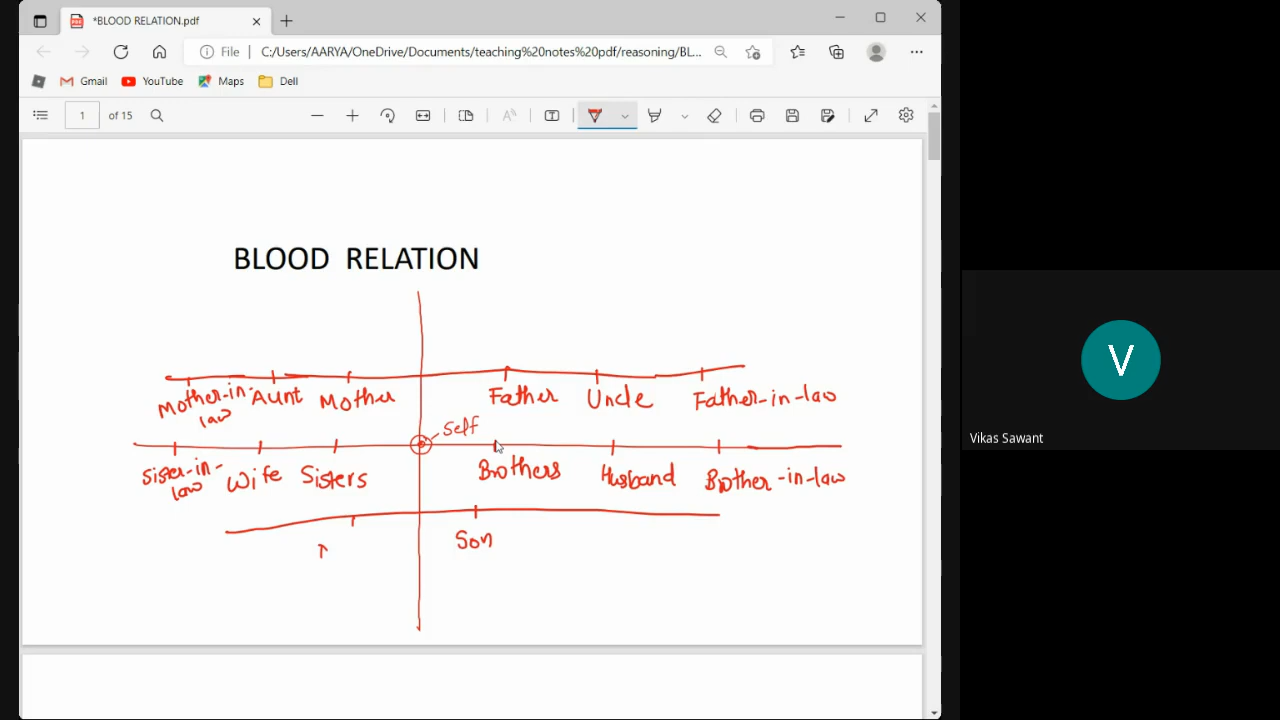 *BLOOD RELATION.pdf
File C:/Users/AARYA/OneDrive/Documents/teaching%20notes%20pdf/reasoning/BL...
Gmail YouTube Maps Dell
1 of 15
BLOOD RELATION
Mother-in-law Aunt Mother Father Uncle Father-in-law
Self
Sister-in-law Wife Sisters Brothers Husband Brother-in-law
Son
V
Vikas Sawant